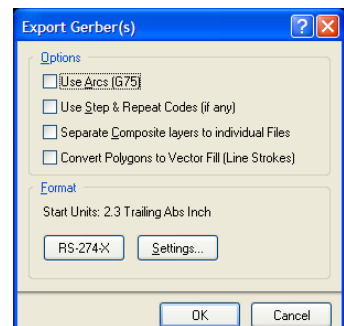 Export Gerber(s)
Options
Use Arcs (G75)
Use Step & Repeat Codes (if any)
Separate Composite layers to individual Files
Convert Polygons to Vector Fill (Line Strokes)
Format
Start Units: 2.3 Trailing Abs Inch
RS-274-X Settings...
OK Cancel